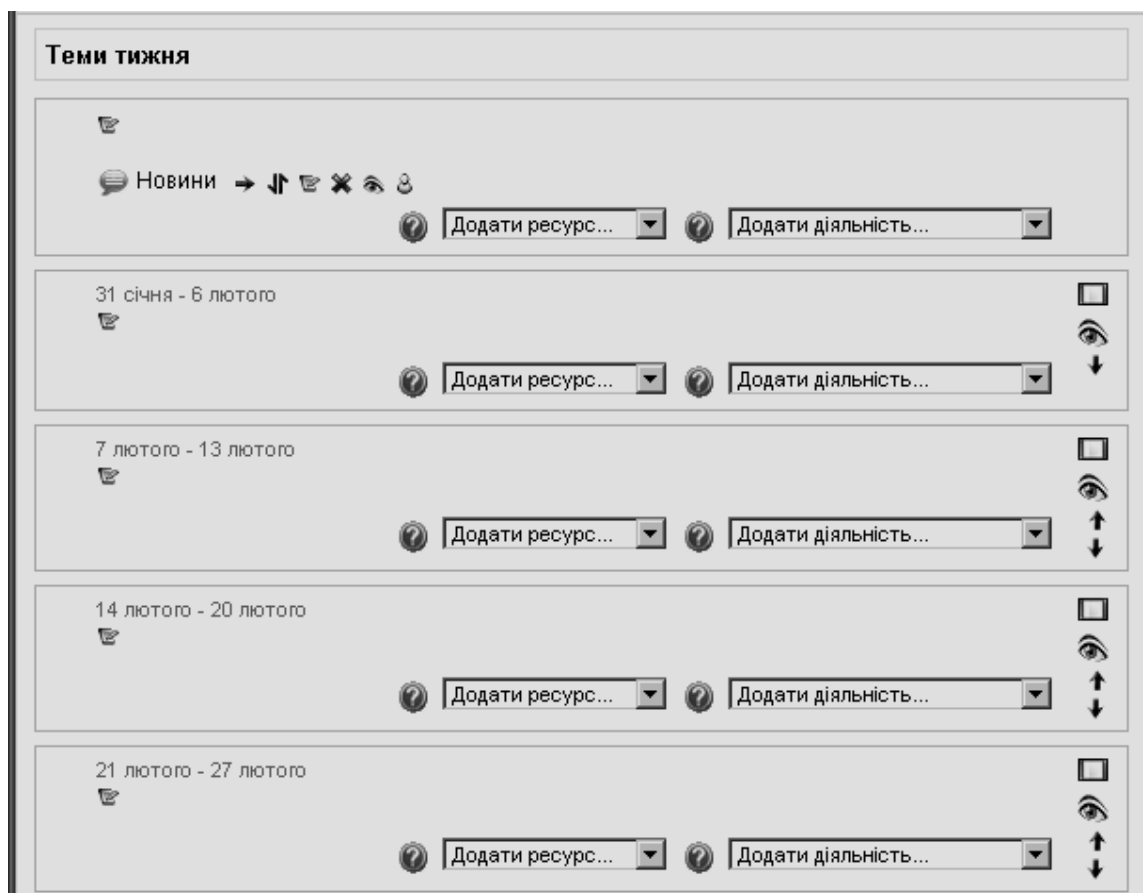 Теми тижня
Новини
Додати ресурс... Додати діяльність...
31 січня - 6 лютого
Додати ресурс... Додати діяльність...
7 лютого - 13 лютого
Додати ресурс... Додати діяльність...
14 лютого - 20 лютого
Додати ресурс... Додати діяльність...
21 лютого - 27 лютого
Додати ресурс... Додати діяльність...